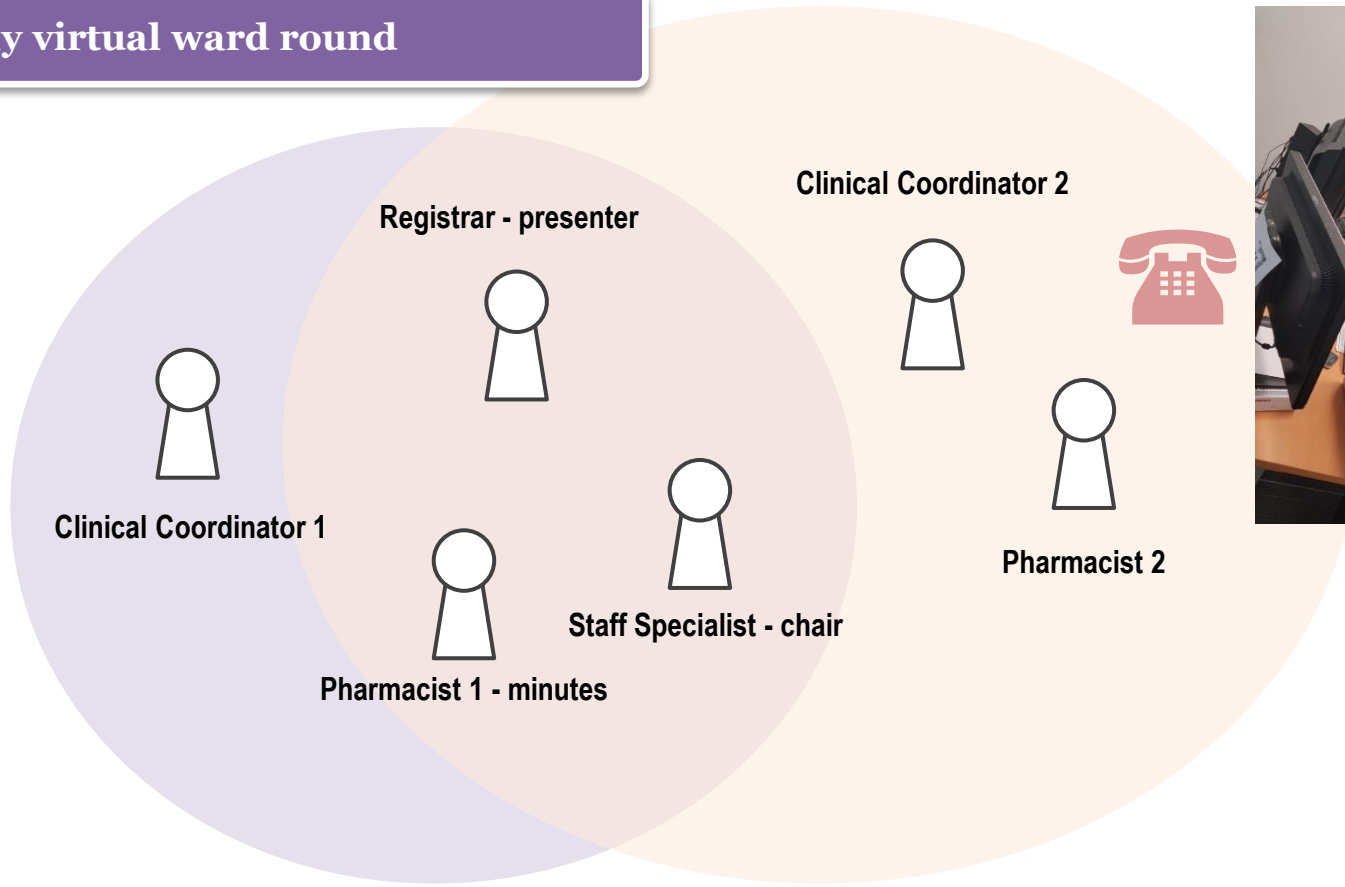 y virtual ward round
Clinical Coordinator 2
Registrar - presenter
Clinical Coordinator 1
Pharmacist 2
Staff Specialist - chair
Pharmacist 1 - minutes